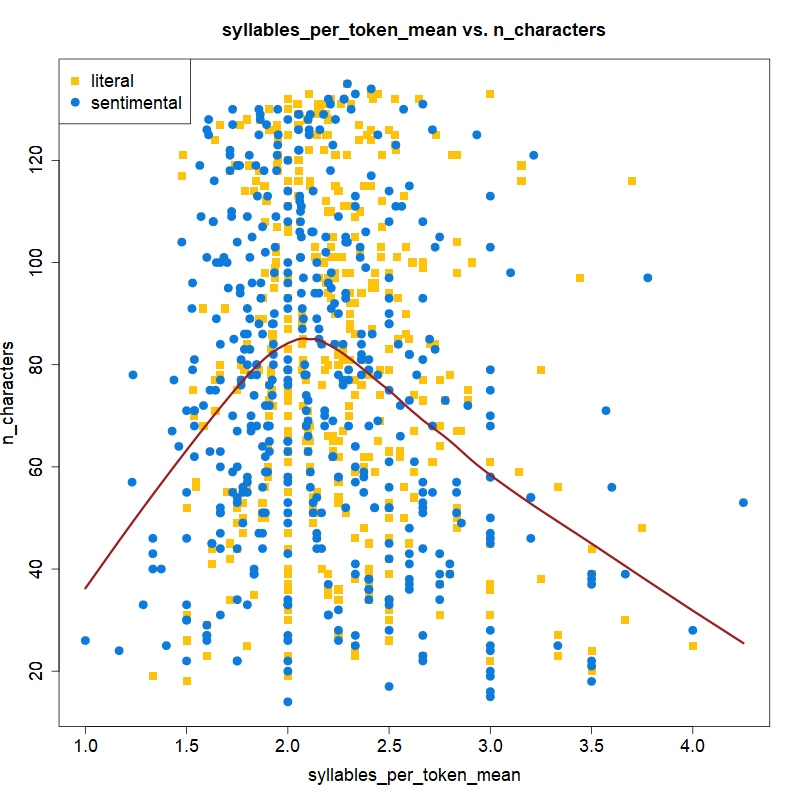 syllables_per_token_mean vs. n_characters
literal
sentimental
n_characters
120
100
80
60
40
20
1.0 1.5 2.0 2.5 3.0 3.5 4.0
syllables_per_token_mean